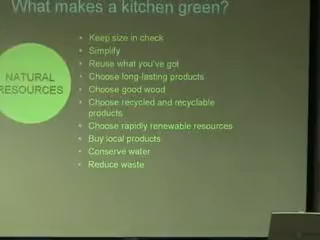 What makes a kitchen green?
NATURAL
RESOURCES
• Keep size in check
• Simplify
• Reuse what you've got
• Choose long-lasting products
• Choose good wood
• Choose recycled and recyclable
products
• Choose rapidly renewable resources
• Buy local products
• Conserve water
• Reduce waste